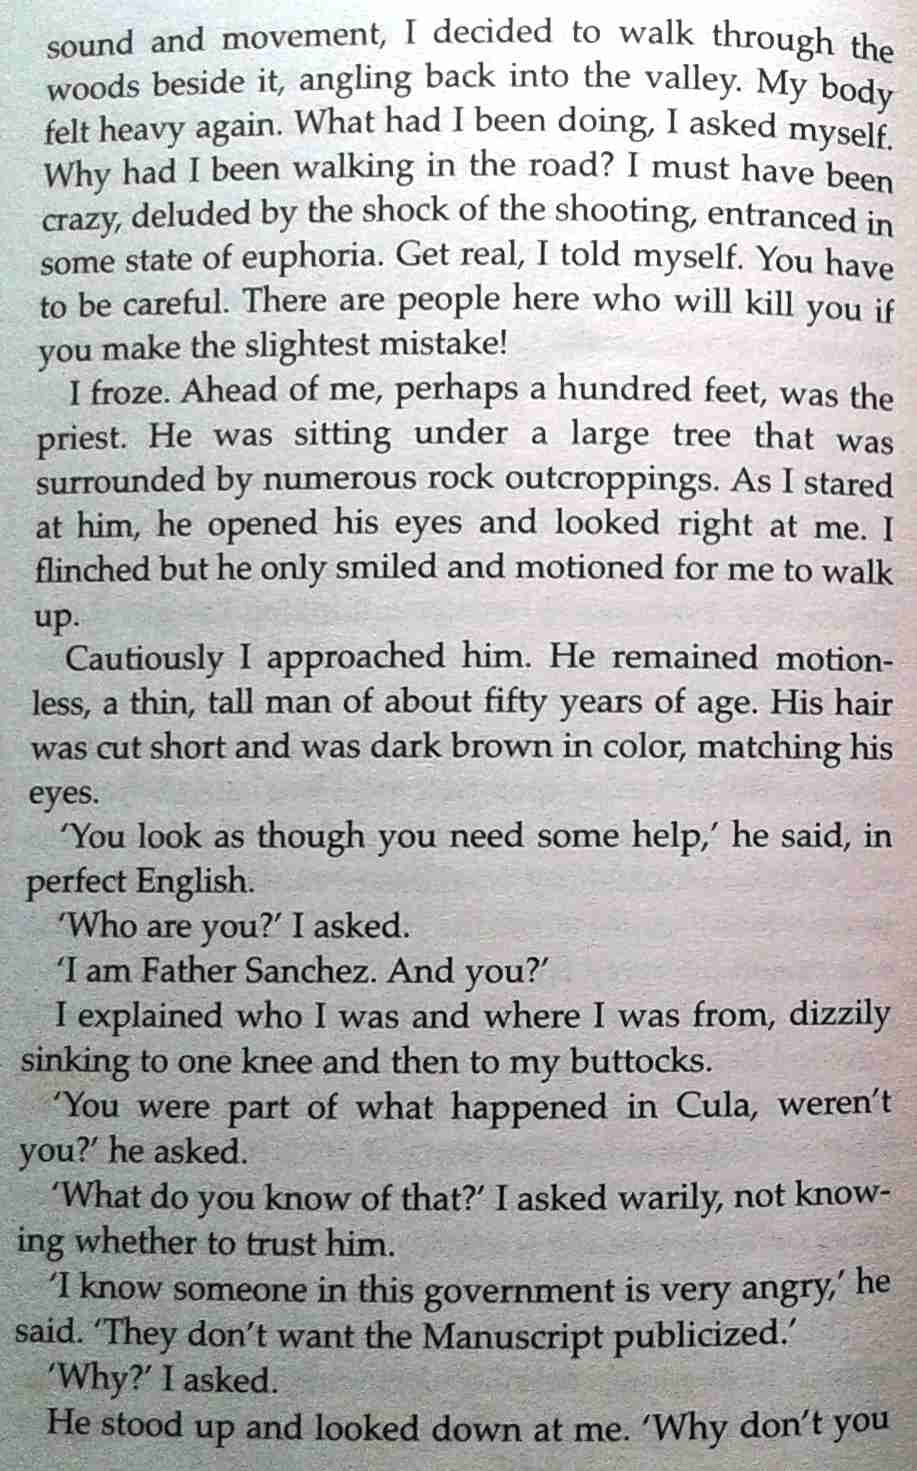 sound and movement, I decided to walk through the
woods beside it, angling back into the valley. My body
felt heavy again. What had I been doing, I asked myself.
Why had I been walking in the road? I must have been
crazy, deluded by the shock of the shooting, entranced in
some state of euphoria. Get real, I told myself. You have
to be careful. There are people here who will kill you if
you make the slightest mistake!
I froze. Ahead of me, perhaps a hundred feet, was the
priest. He was sitting under a large tree that was
surrounded by numerous rock outcroppings. As I stared
at him, he opened his eyes and looked right at me. I
flinched but he only smiled and motioned for me to walk
up.
Cautiously I approached him. He remained motion-
less, a thin, tall man of about fifty years of age. His hair
was cut short and was dark brown in color, matching his
eyes.
‘You look as though you need some help,’ he said, in
perfect English.
‘Who are you?’ I asked.
‘I am Father Sanchez. And you?’
I explained who I was and where I was from, dizzily
sinking to one knee and then to my buttocks.
‘You were part of what happened in Cula, weren’t
you?’ he asked.
‘What do you know of that?’ I asked warily, not know-
ing whether to trust him.
‘I know someone in this government is very angry,’ he
said. ‘They don’t want the Manuscript publicized.’
‘Why?’ I asked.
He stood up and looked down at me. ‘Why don’t you